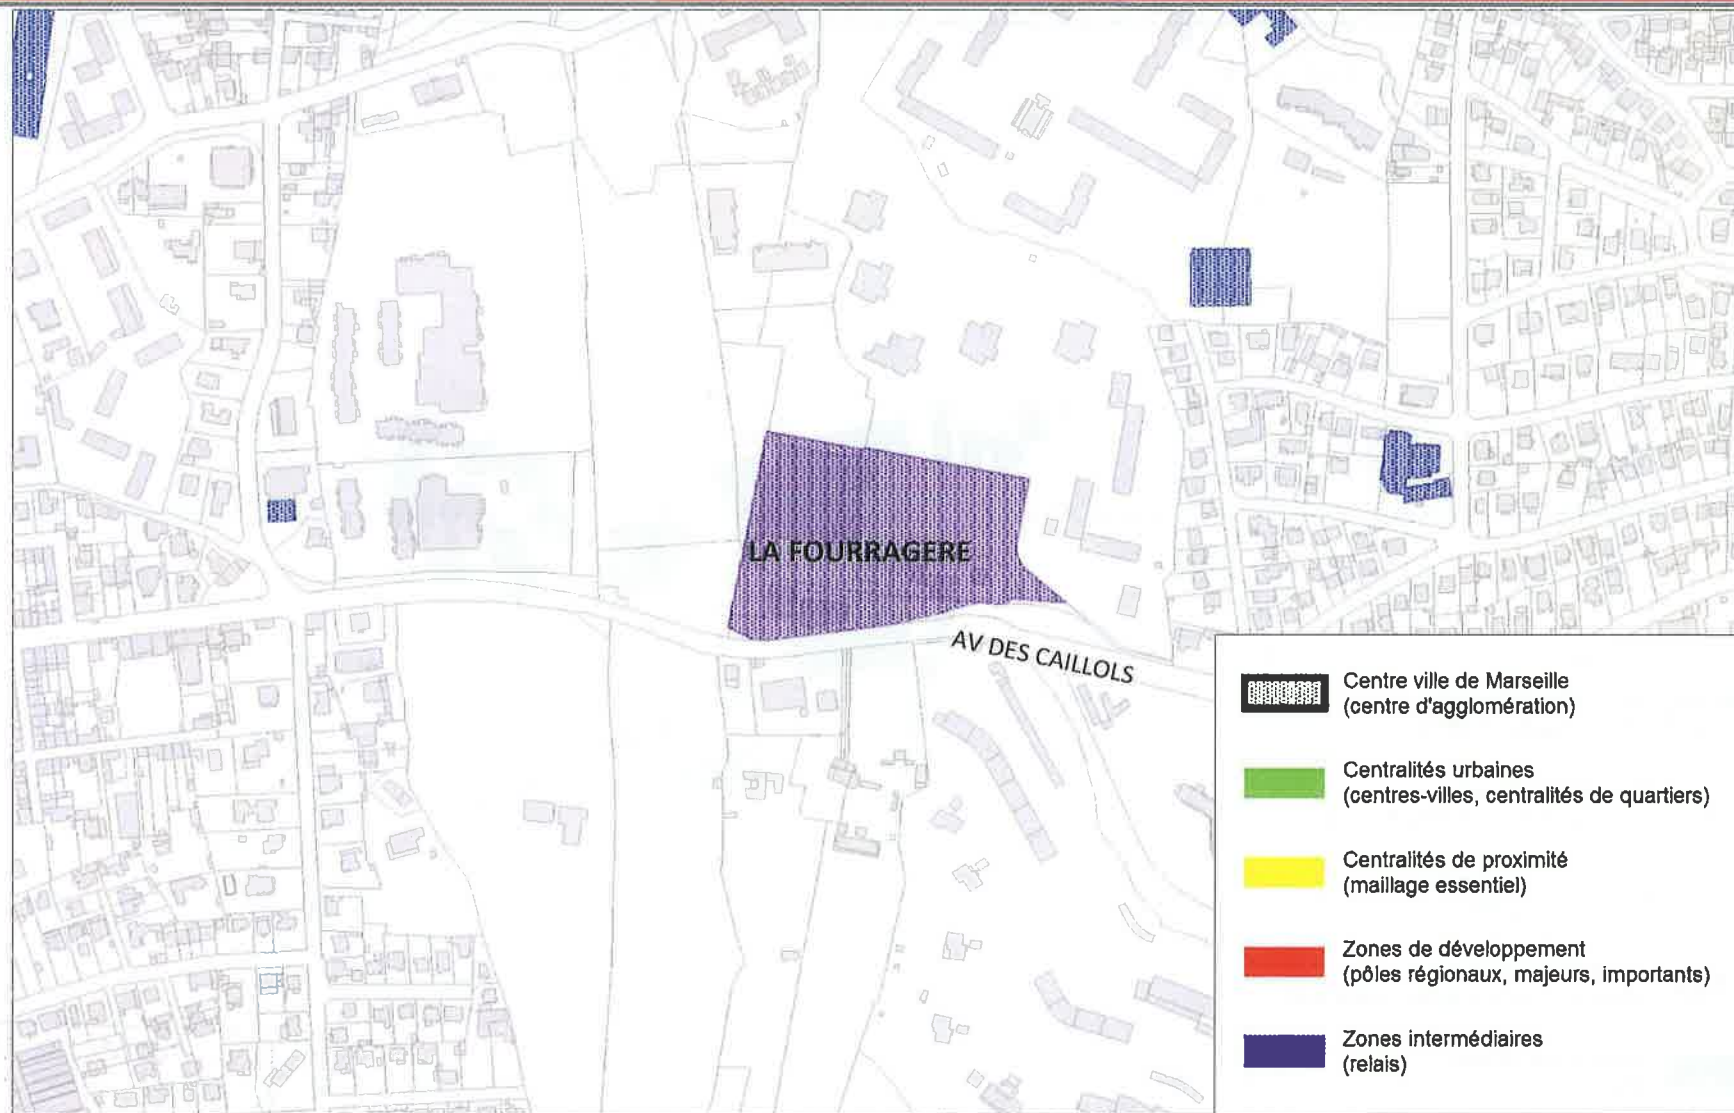 LA FOURRAGERE
AV DES CAILLOLS
Centre ville de Marseille
(centre d'agglomération)
Centralités urbaines
(centres-villes, centralités de quartiers)
Centralités de proximité
(maillage essentiel)
Zones de développement
(pôles régionaux, majeurs, importants)
Zones intermédiaires
(relais)